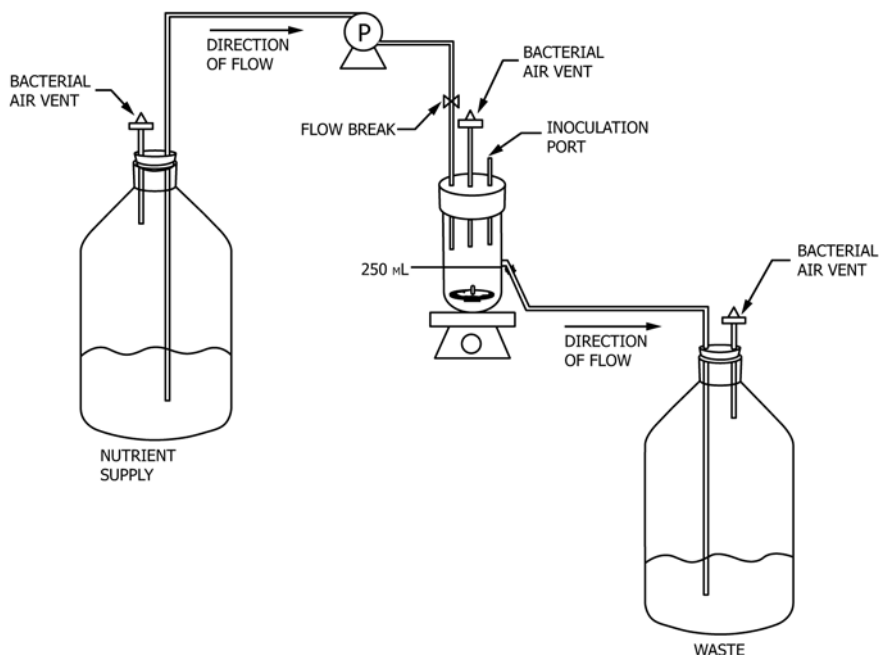 P
DIRECTION
OF FLOW
BACTERIAL
AIR VENT
BACTERIAL
AIR VENT
FLOW BREAK
INOCULATION
PORT
250 ML
BACTERIAL
AIR VENT
DIRECTION
OF FLOW
NUTRIENT
SUPPLY
WASTE